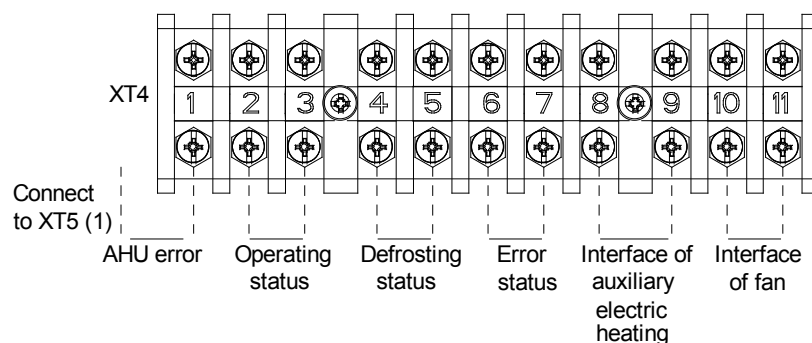 XT4
1 2 3 4 5 6 7 8 9 10 11
Connect
to XT5 (1)
AHU error
Operating
status
Defrosting
status
Error
status
Interface of
auxiliary
electric
heating
Interface
of fan